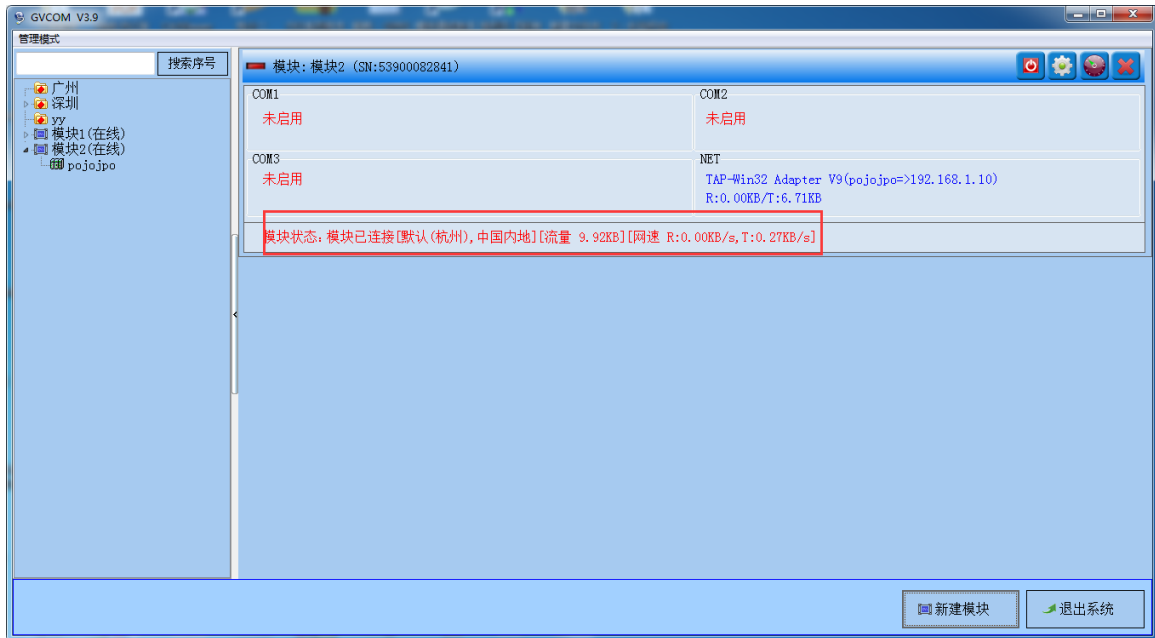 GVCOM V3.9
管理模式
搜索序号
广州
深圳
yy
模块1(在线)
模块2(在线)
pojojpo
模块:模块2 (SN:53900082841)
COM1
未启用
COM2
未启用
COM3
未启用
NET
TAP-Win32 Adapter V9(pojojpo=>192.168.1.10)
R:0.00KB/T:6.71KB
模块状态:模块已连接[默认(杭州),中国内地][流量 9.92KB][网速 R:0.00KB/s,T:0.27KB/s]
新建模块
退出系统